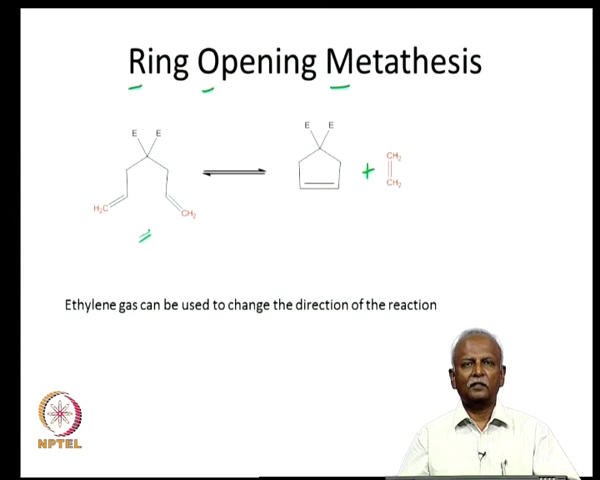 Ring Opening Metathesis
E E
E E
CH2
+
CH2
H2C
CH2
Ethylene gas can be used to change the direction of the reaction
NPTEL